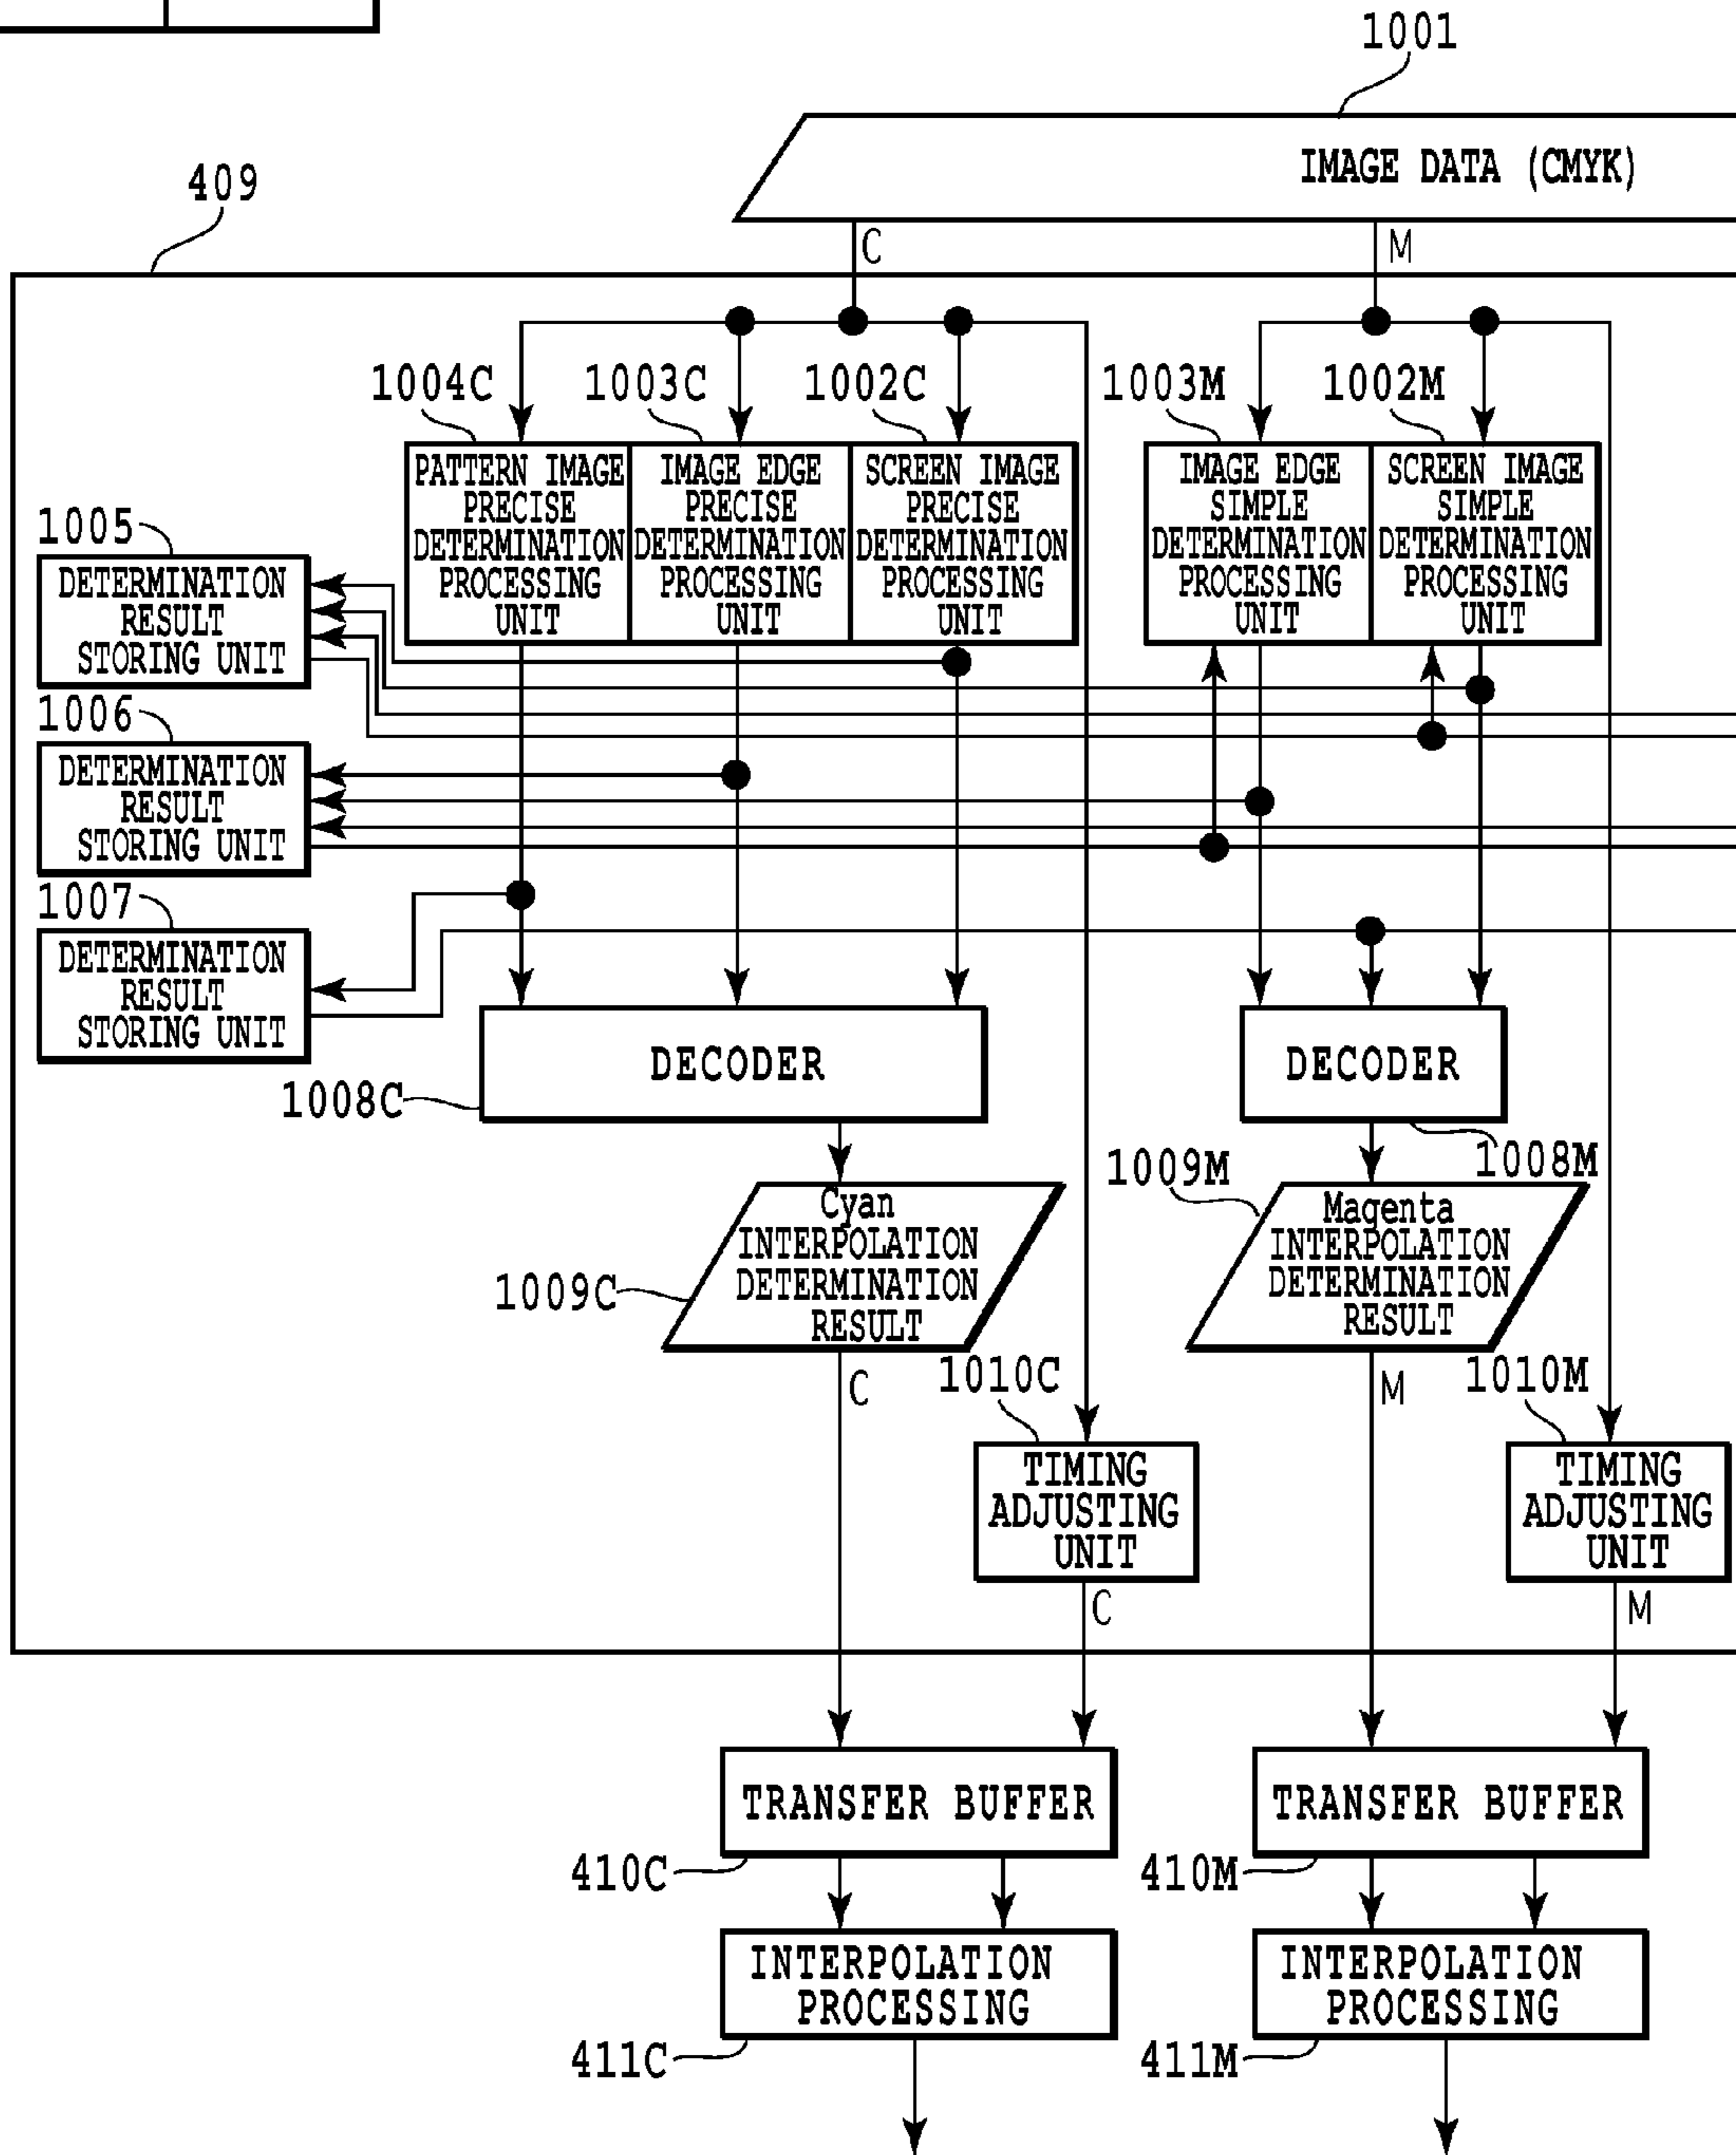 1001
IMAGE DATA (CMYK)
409
C
M
1004C
1003C
1002C
1003M
1002M
PATTERN IMAGE
PRECISE
DETERMINATION
PROCESSING
UNIT
IMAGE EDGE
PRECISE
DETERMINATION
PROCESSING
UNIT
SCREEN IMAGE
PRECISE
DETERMINATION
PROCESSING
UNIT
IMAGE EDGE
SIMPLE
DETERMINATION
PROCESSING
UNIT
SCREEN IMAGE
SIMPLE
DETERMINATION
PROCESSING
UNIT
1005
DETERMINATION
RESULT
STORING UNIT
1006
DETERMINATION
RESULT
STORING UNIT
1007
DETERMINATION
RESULT
STORING UNIT
DECODER
1008C
DECODER
1008M
Cyan
INTERPOLATION
DETERMINATION
RESULT
1009C
1009M
Magenta
INTERPOLATION
DETERMINATION
RESULT
C
1010C
M
1010M
TIMING
ADJUSTING
UNIT
TIMING
ADJUSTING
UNIT
C
M
TRANSFER BUFFER
TRANSFER BUFFER
410C
410M
INTERPOLATION
PROCESSING
INTERPOLATION
PROCESSING
411C
411M